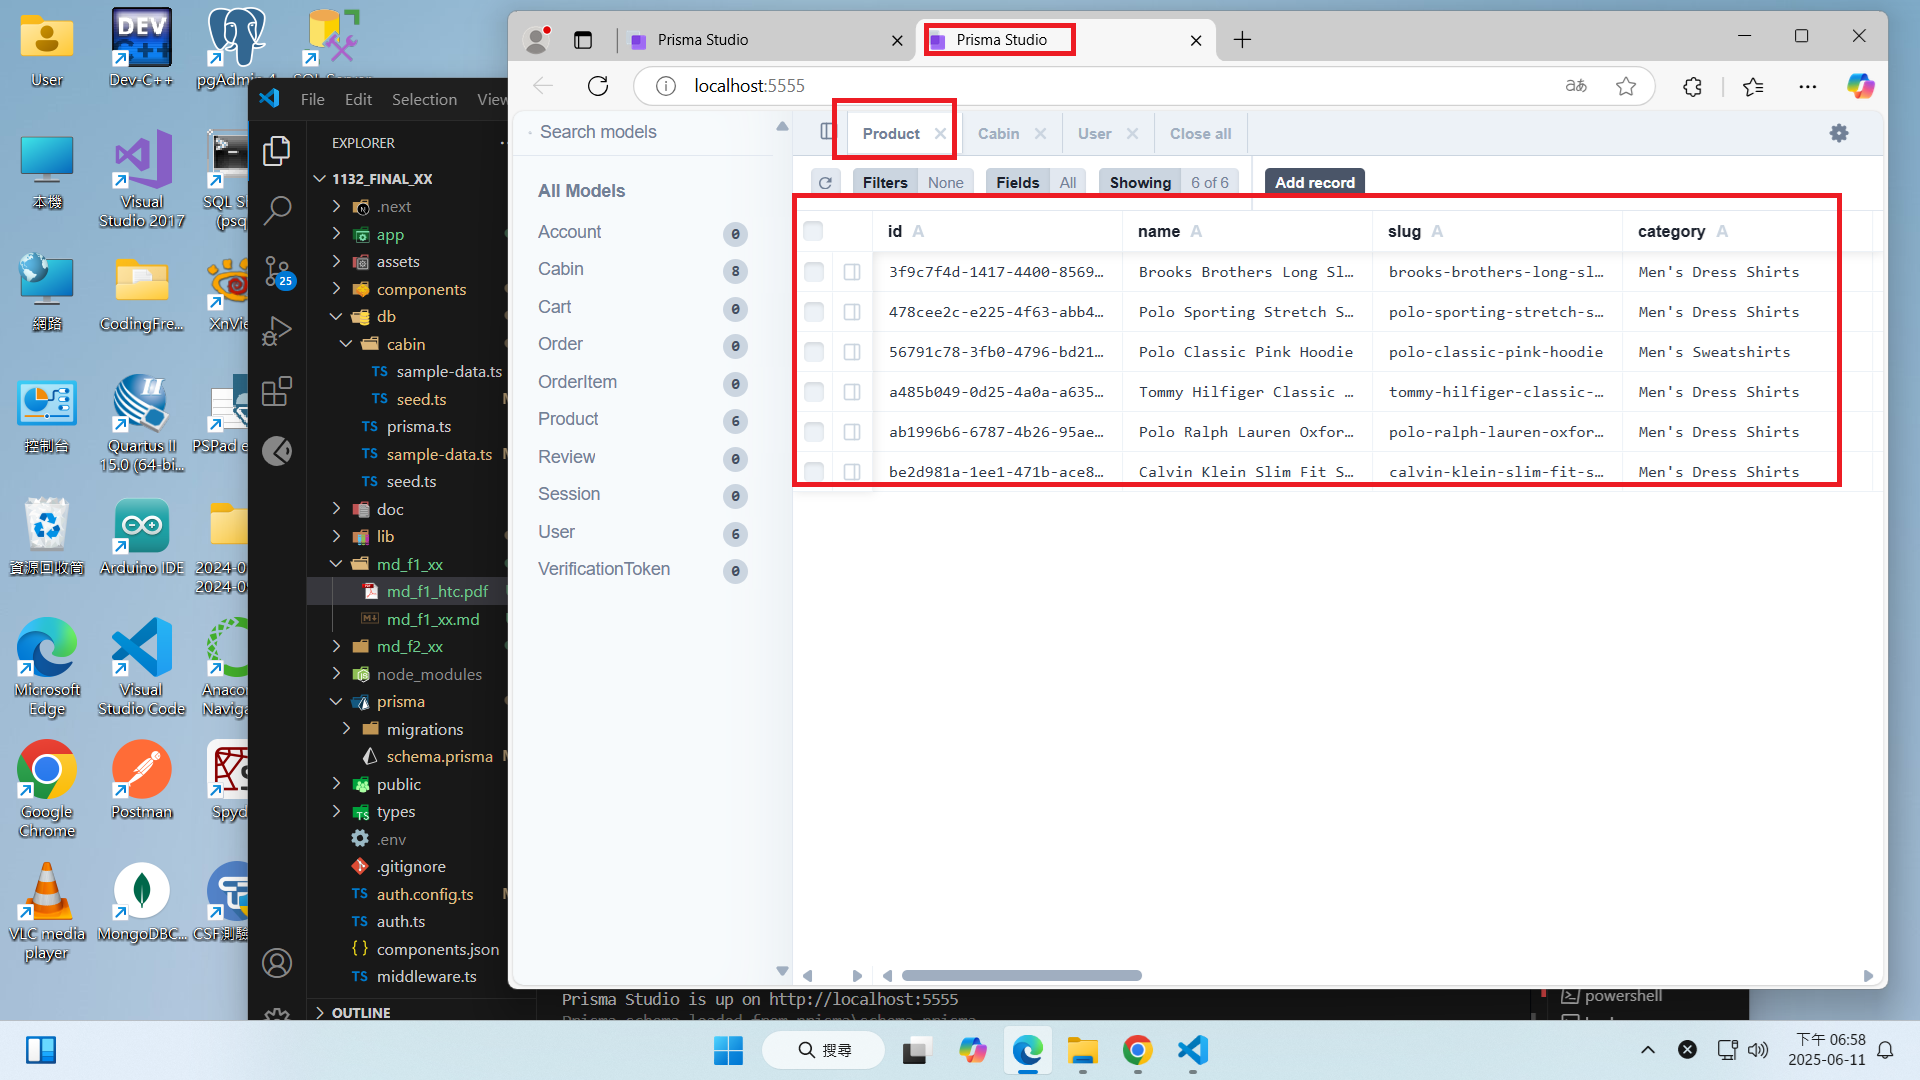 User
Dev-C++
pgAdmin 4
本機
Visual
Studio 2017
SQL S
(psq
網路
CodingFre...
XnVie
控制台
Quartus II
15.0 (64-bi...
PSPad e
資源回收筒
Arduino IDE
2024-0
2024-0
Microsoft
Edge
Visual
Studio Code
Anacon
Naviga
Google
Chrome
Postman
Spyd
VLC media
player
MongoDBC...
CSF測驗
File Edit Selection View
EXPLORER
1132_FINAL_XX
.next
app
assets
components
db
cabin
TS sample-data.ts
TS seed.ts
TS prisma.ts
TS sample-data.ts
TS seed.ts
doc
lib
md_f1_xx
md_f1_htc.pdf
md_f1_xx.md
md_f2_xx
node_modules
prisma
migrations
schema.prisma
public
types
.env
.gitignore
TS auth.config.ts
TS auth.ts
{} components.json
TS middleware.ts
OUTLINE
25
Prisma Studio
Prisma Studio
localhost:5555
Search models
All Models
Account 0
Cabin 8
Cart 0
Order 0
OrderItem 0
Product 6
Review 0
Session 0
User 6
VerificationToken 0
Product Cabin User Close all
Filters None Fields All Showing 6 of 6 Add record
id A name A slug A category A
3f9c7f4d-1417-4400-8569… Brooks Brothers Long Sl… brooks-brothers-long-sl… Men's Dress Shirts
478cee2c-e225-4f63-abb4… Polo Sporting Stretch S… polo-sporting-stretch-s… Men's Dress Shirts
56791c78-3fb0-4796-bd21… Polo Classic Pink Hoodie polo-classic-pink-hoodie Men's Sweatshirts
a485b049-0d25-4a0a-a635… Tommy Hilfiger Classic … tommy-hilfiger-classic-… Men's Dress Shirts
ab1996b6-6787-4b26-95ae… Polo Ralph Lauren Oxfor… polo-ralph-lauren-oxfor… Men's Dress Shirts
be2d981a-1ee1-471b-ace8… Calvin Klein Slim Fit S… calvin-klein-slim-fit-s… Men's Dress Shirts
Prisma Studio is up on http://localhost:5555
powershell
搜尋
下午 06:58
2025-06-11